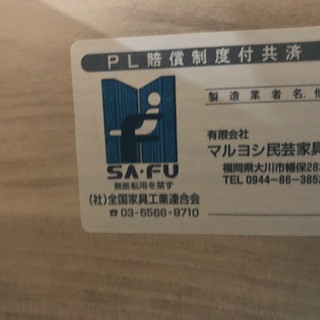 PL賠償制度付共済
製造業者名、他
SA・FU
無断転用を禁ず
(社)全国家具工業連合会
☎03-5566-9710
有限会社
マルヨシ民芸家具
福岡県大川市幡保28
TEL 0944-86-385